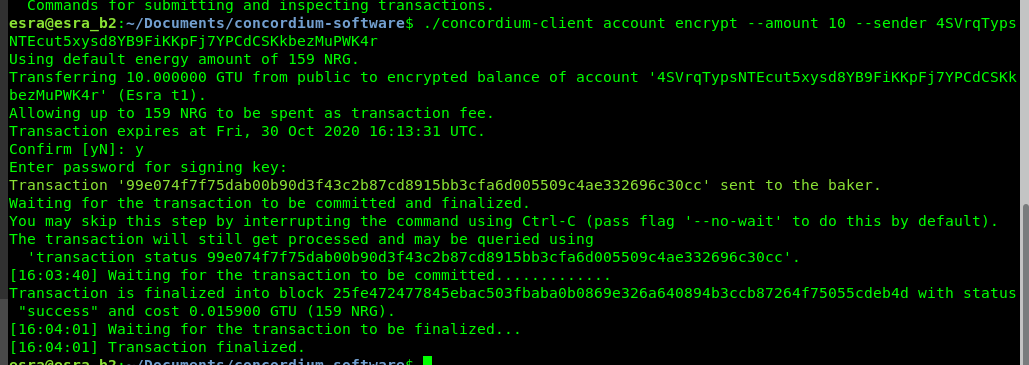 Commands for submitting and inspecting transactions.
esra@esra_b2:~/Documents/concordium-software$ ./concordium-client account encrypt --amount 10 --sender 4SVrqTyps
NTEcut5xysd8YB9FiKKpFj7YPCdCSKkbezMuPWK4r
Using default energy amount of 159 NRG.
Transferring 10.000000 GTU from public to encrypted balance of account '4SVrqTypsNTEcut5xysd8YB9FiKKpFj7YPCdCSKk
bezMuPWK4r' (Esra t1).
Allowing up to 159 NRG to be spent as transaction fee.
Transaction expires at Fri, 30 Oct 2020 16:13:31 UTC.
Confirm [yN]: y
Enter password for signing key:
Transaction '99e074f7f75dab00b90d3f43c2b87cd8915bb3cfa6d005509c4ae332696c30cc' sent to the baker.
Waiting for the transaction to be committed and finalized.
You may skip this step by interrupting the command using Ctrl-C (pass flag '--no-wait' to do this by default).
The transaction will still get processed and may be queried using
  'transaction status 99e074f7f75dab00b90d3f43c2b87cd8915bb3cfa6d005509c4ae332696c30cc'.
[16:03:40] Waiting for the transaction to be committed.............
Transaction is finalized into block 25fe472477845ebac503fbaba0b0869e326a640894b3ccb87264f75055cdeb4d with status
 "success" and cost 0.015900 GTU (159 NRG).
[16:04:01] Waiting for the transaction to be finalized...
[16:04:01] Transaction finalized.
esra@esra_b2:~/Documents/concordium-software$